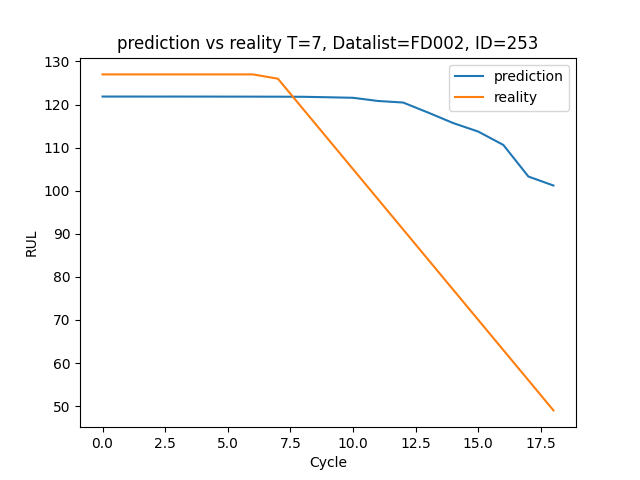 prediction vs reality T=7, Datalist=FD002, ID=253
prediction
reality
130
120
110
100
90
80
70
60
50
RUL
0.0 2.5 5.0 7.5 10.0 12.5 15.0 17.5
Cycle